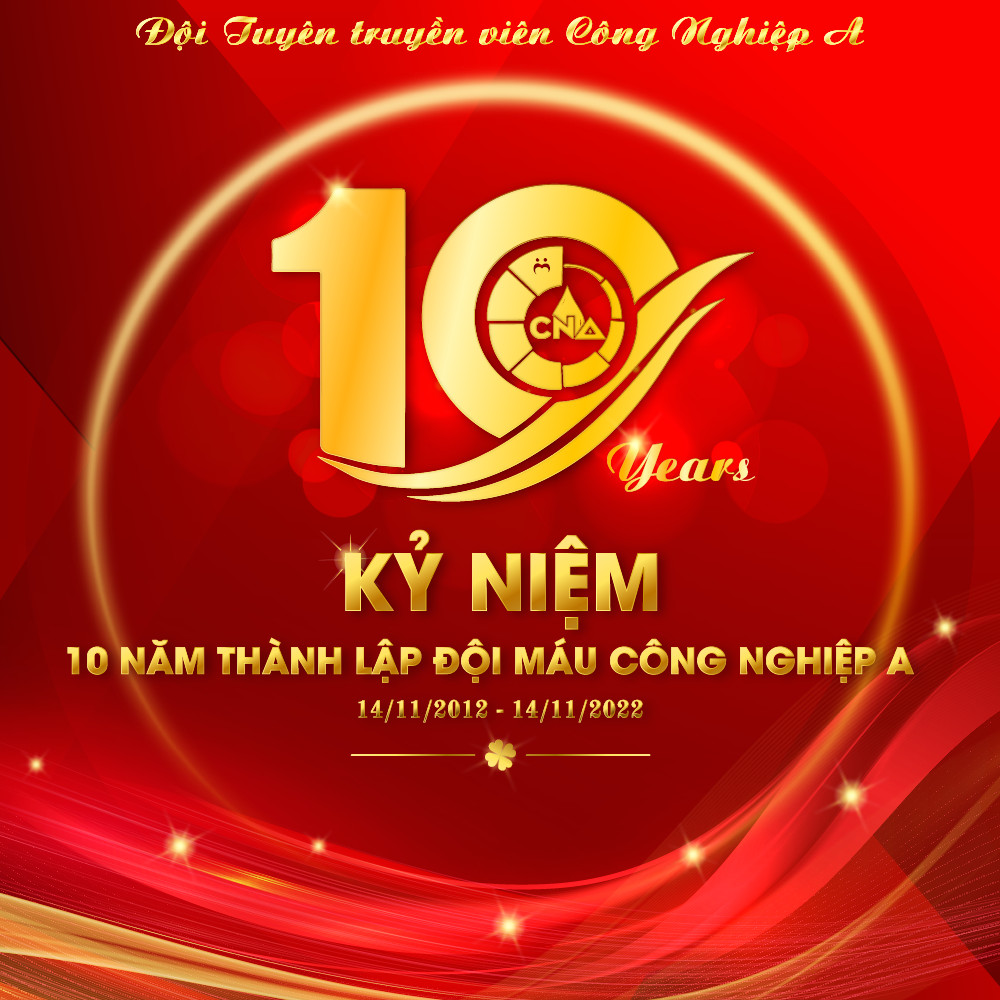 Đội Tuyên truyền viên Công Nghiệp A
10
CNA
Years
KỶ NIỆM
10 NĂM THÀNH LẬP ĐỘI MÁU CÔNG NGHIỆP A
14/11/2012 - 14/11/2022